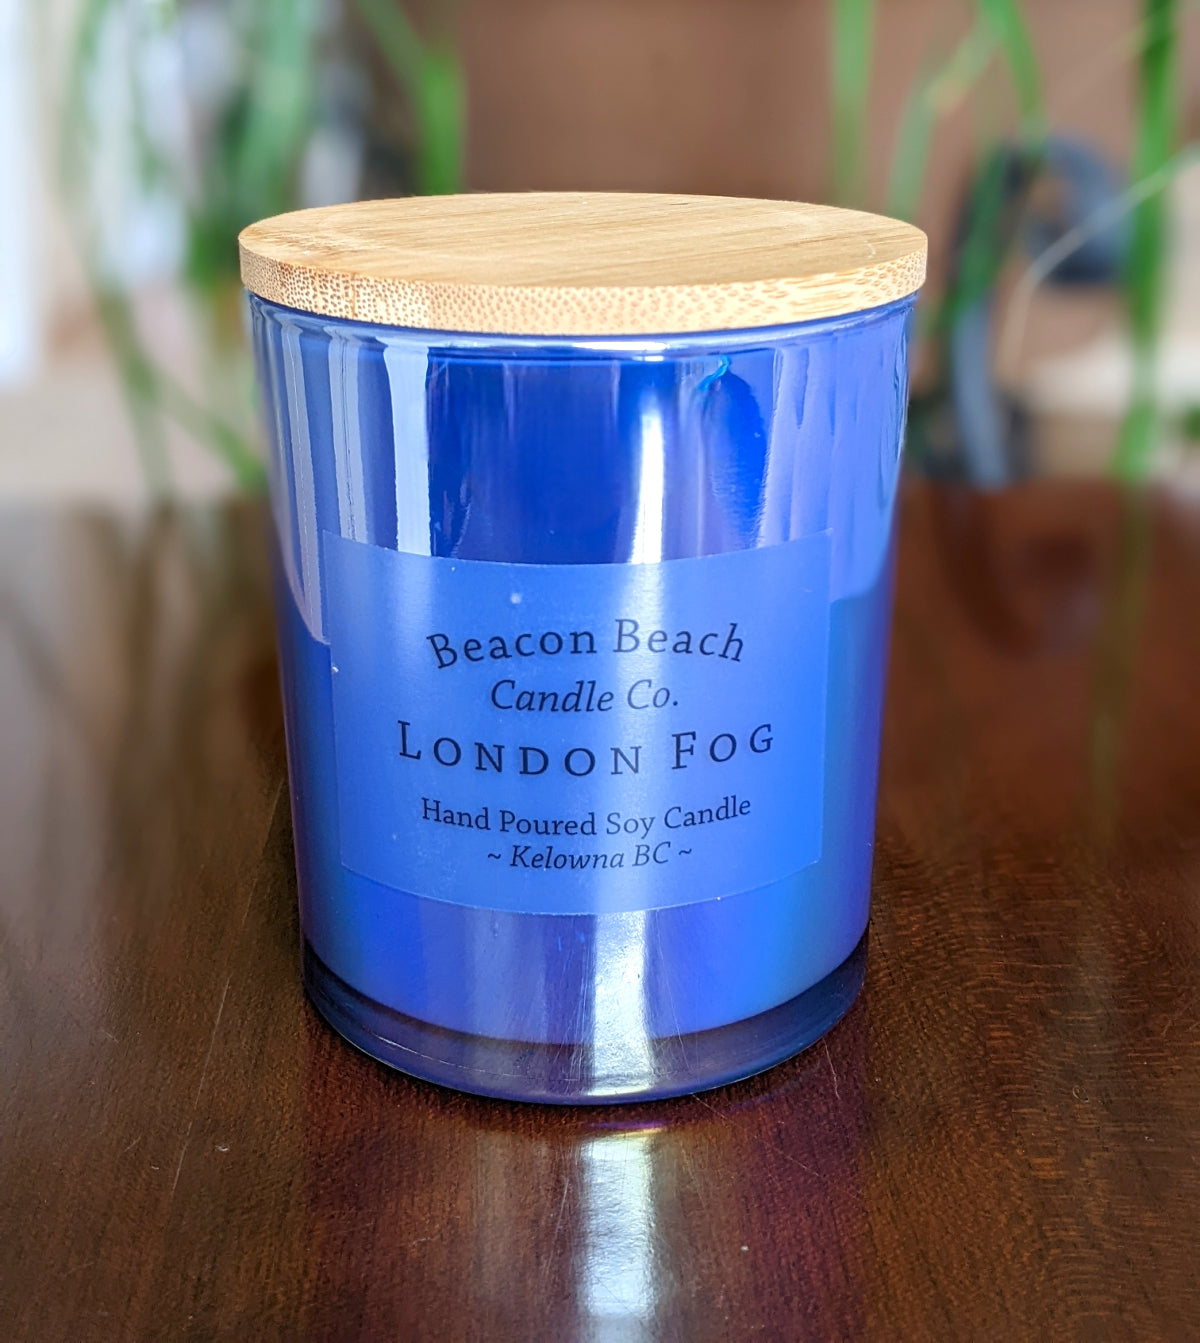 Beacon Beach
Candle Co.
London Fog
Hand Poured Soy Candle
~ Kelowna BC ~